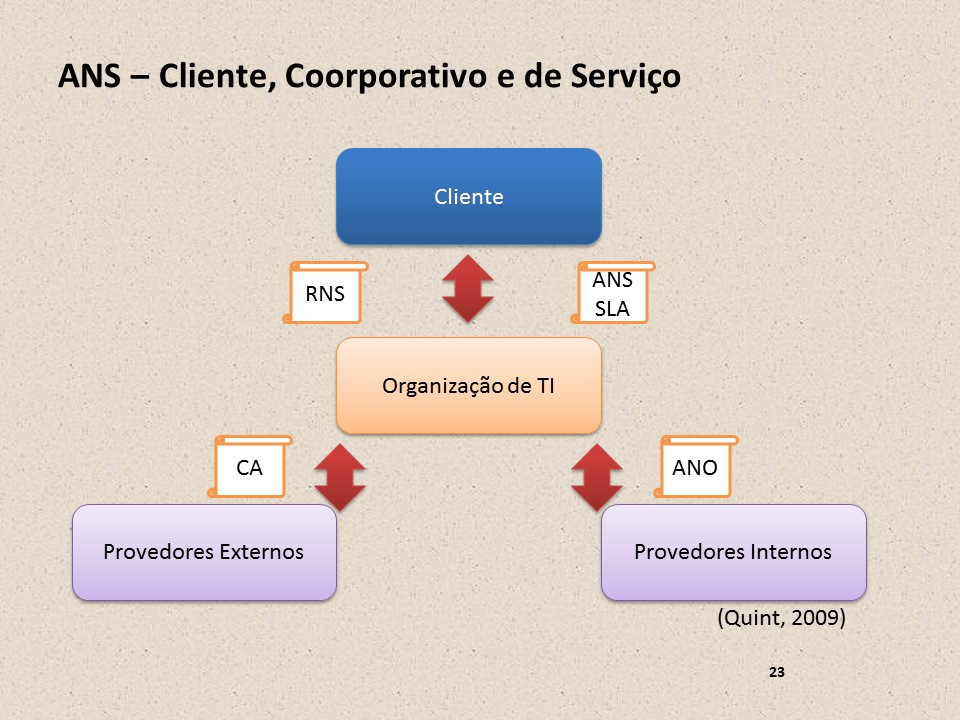 ANS – Cliente, Coorporativo e de Serviço
Cliente
RNS
ANS
SLA
Organização de TI
CA
ANO
Provedores Externos
Provedores Internos
(Quint, 2009)
23